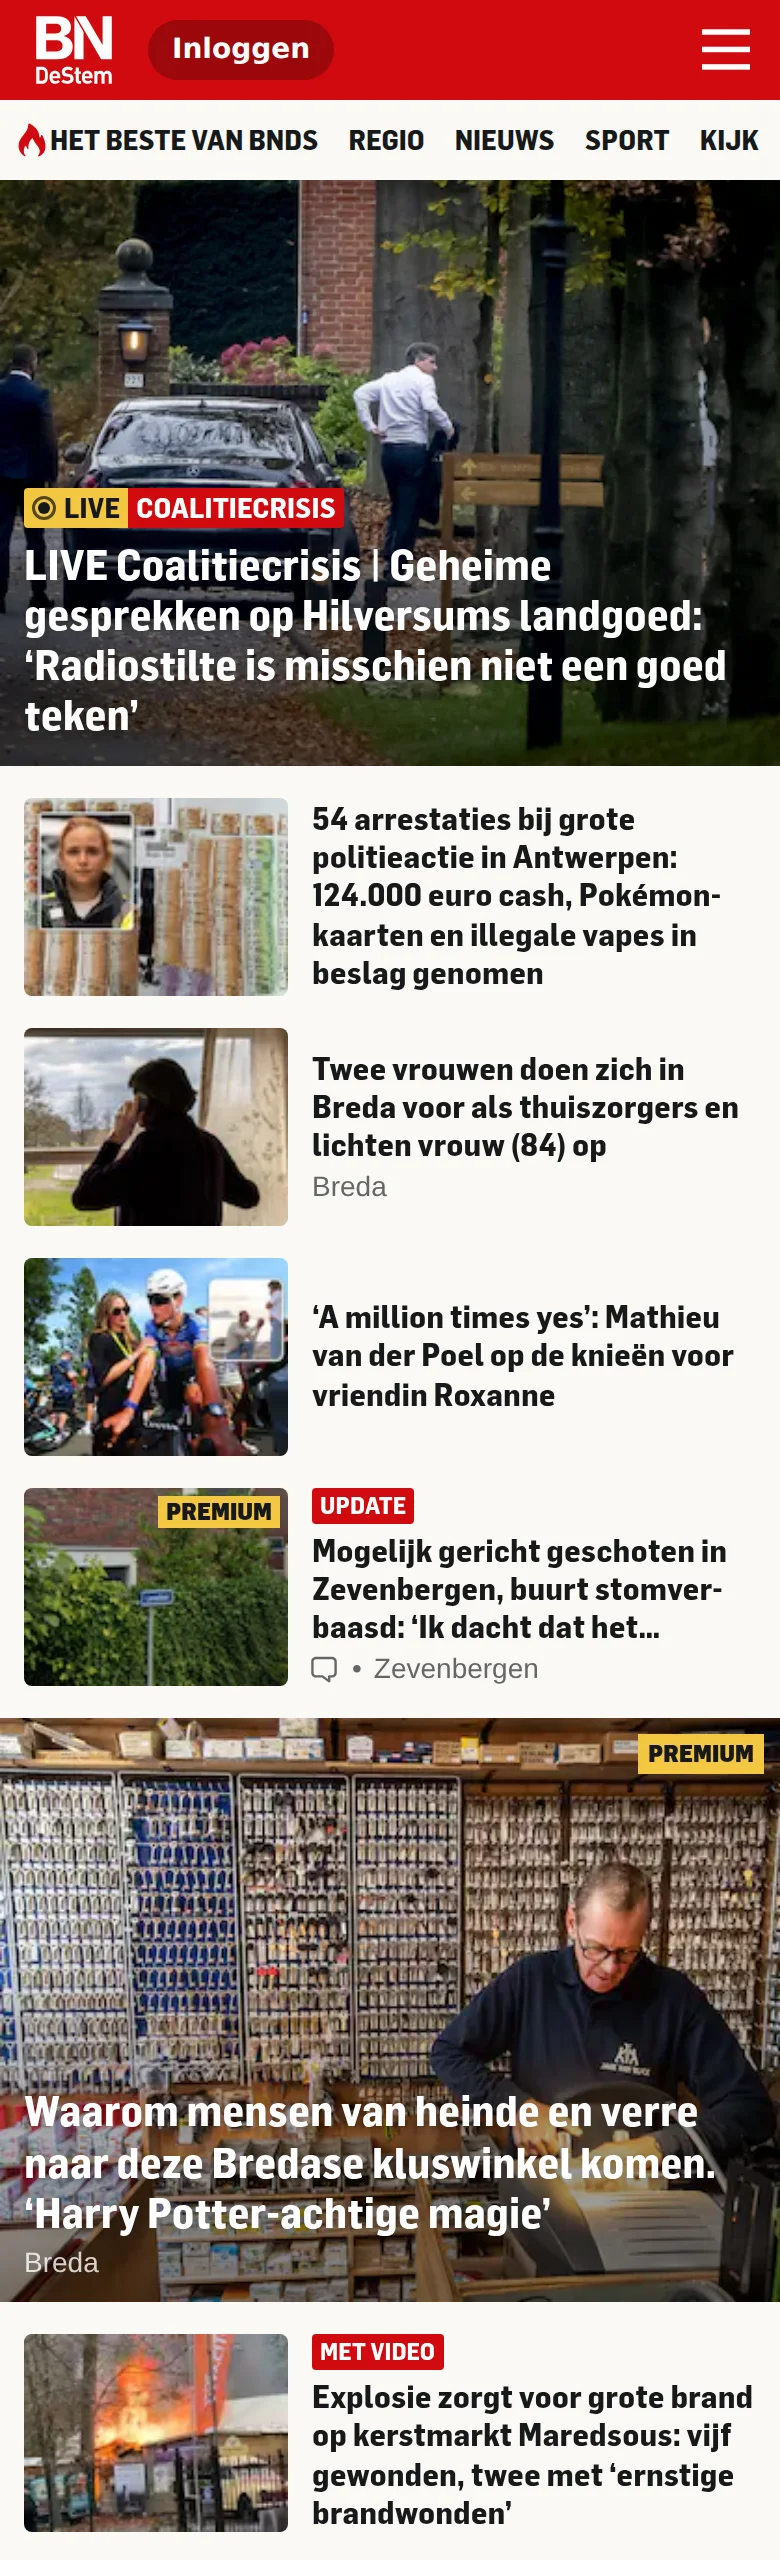 BN
DeStem
Inloggen
HET BESTE VAN BNDS REGIO NIEUWS SPORT KIJK
LIVE COALITIECRISIS
LIVE Coalitiecrisis | Geheime
gesprekken op Hilversums landgoed:
‘Radiostilte is misschien niet een goed
teken’
54 arrestaties bij grote
politieactie in Antwerpen:
124.000 euro cash, Pokémon-
kaarten en illegale vapes in
beslag genomen
Twee vrouwen doen zich in
Breda voor als thuiszorgers en
lichten vrouw (84) op
Breda
‘A million times yes’: Mathieu
van der Poel op de knieën voor
vriendin Roxanne
PREMIUM
UPDATE
Mogelijk gericht geschoten in
Zevenbergen, buurt stomver-
baasd: ‘Ik dacht dat het...
• Zevenbergen
PREMIUM
Waarom mensen van heinde en verre
naar deze Bredase kluswinkel komen.
‘Harry Potter-achtige magie’
Breda
MET VIDEO
Explosie zorgt voor grote brand
op kerstmarkt Maredsous: vijf
gewonden, twee met ‘ernstige
brandwonden’